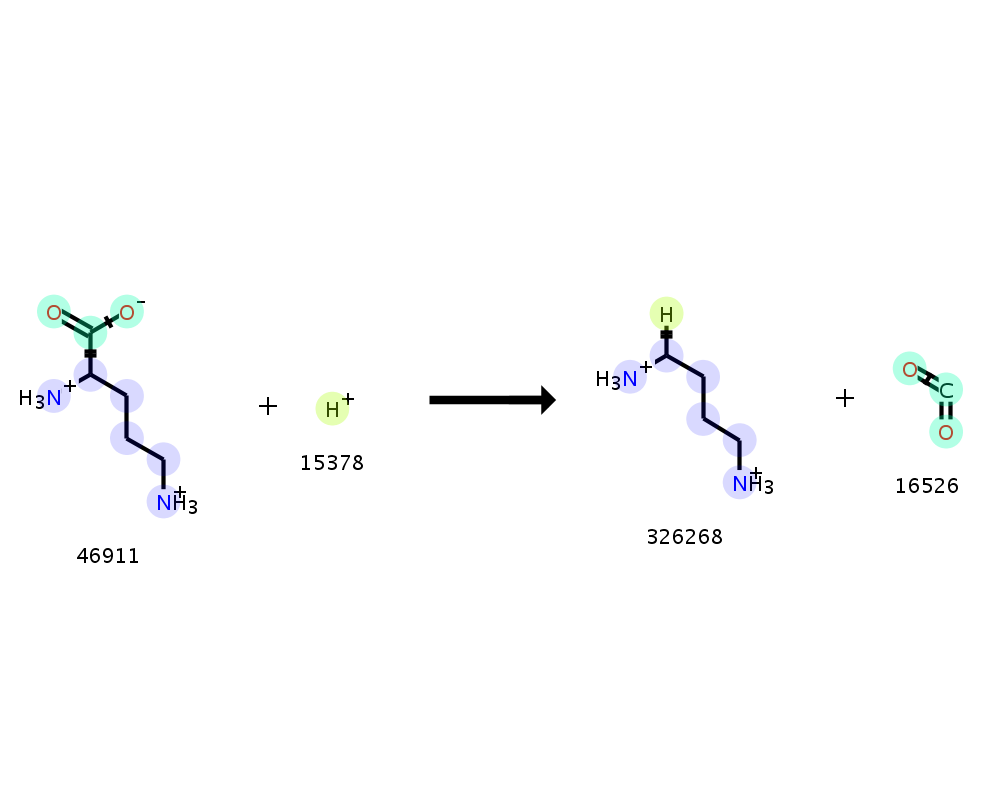 O O⁻
H₃N⁺
NH₃⁺
46911
+
H⁺
15378
H
H₃N⁺
NH₃⁺
326268
+
O
C
O
16526